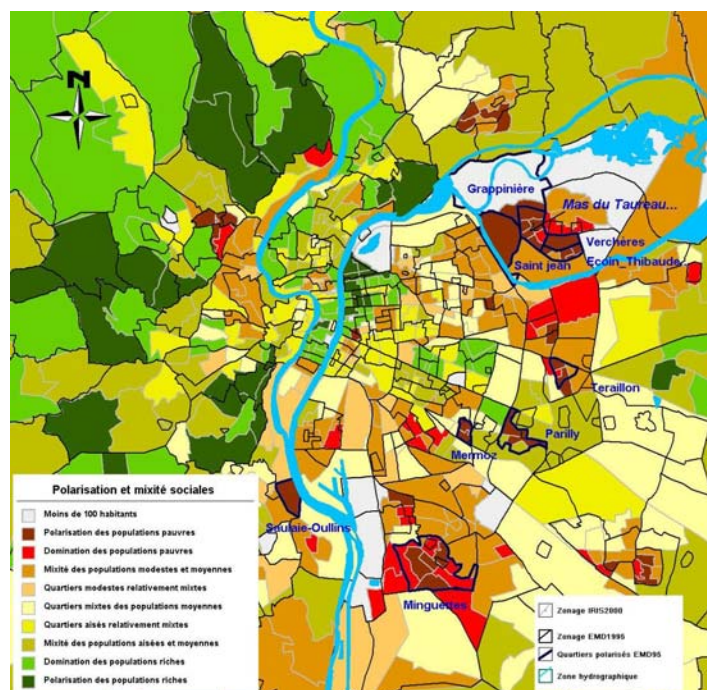 N
Grappinière
Mas du Taureau...
Verchères
Ecoin_Thibaude..
Saint jean
Teraillon
Parilly
Mermoz
Saulaie-Oullins
Minguettes
Polarisation et mixité sociales
Moins de 100 habitants
Polarisation des populations pauvres
Domination des populations pauvres
Mixité des populations modestes et moyennes
Quartiers modestes relativement mixtes
Quartiers mixtes des populations moyennes
Quartiers aisés relativement mixtes
Mixité des populations aisées et moyennes
Domination des populations riches
Polarisation des populations riches
Zonage IRIS2000
Zonage EMD1995
Quartiers polarisés EMD95
Zone hydrographique